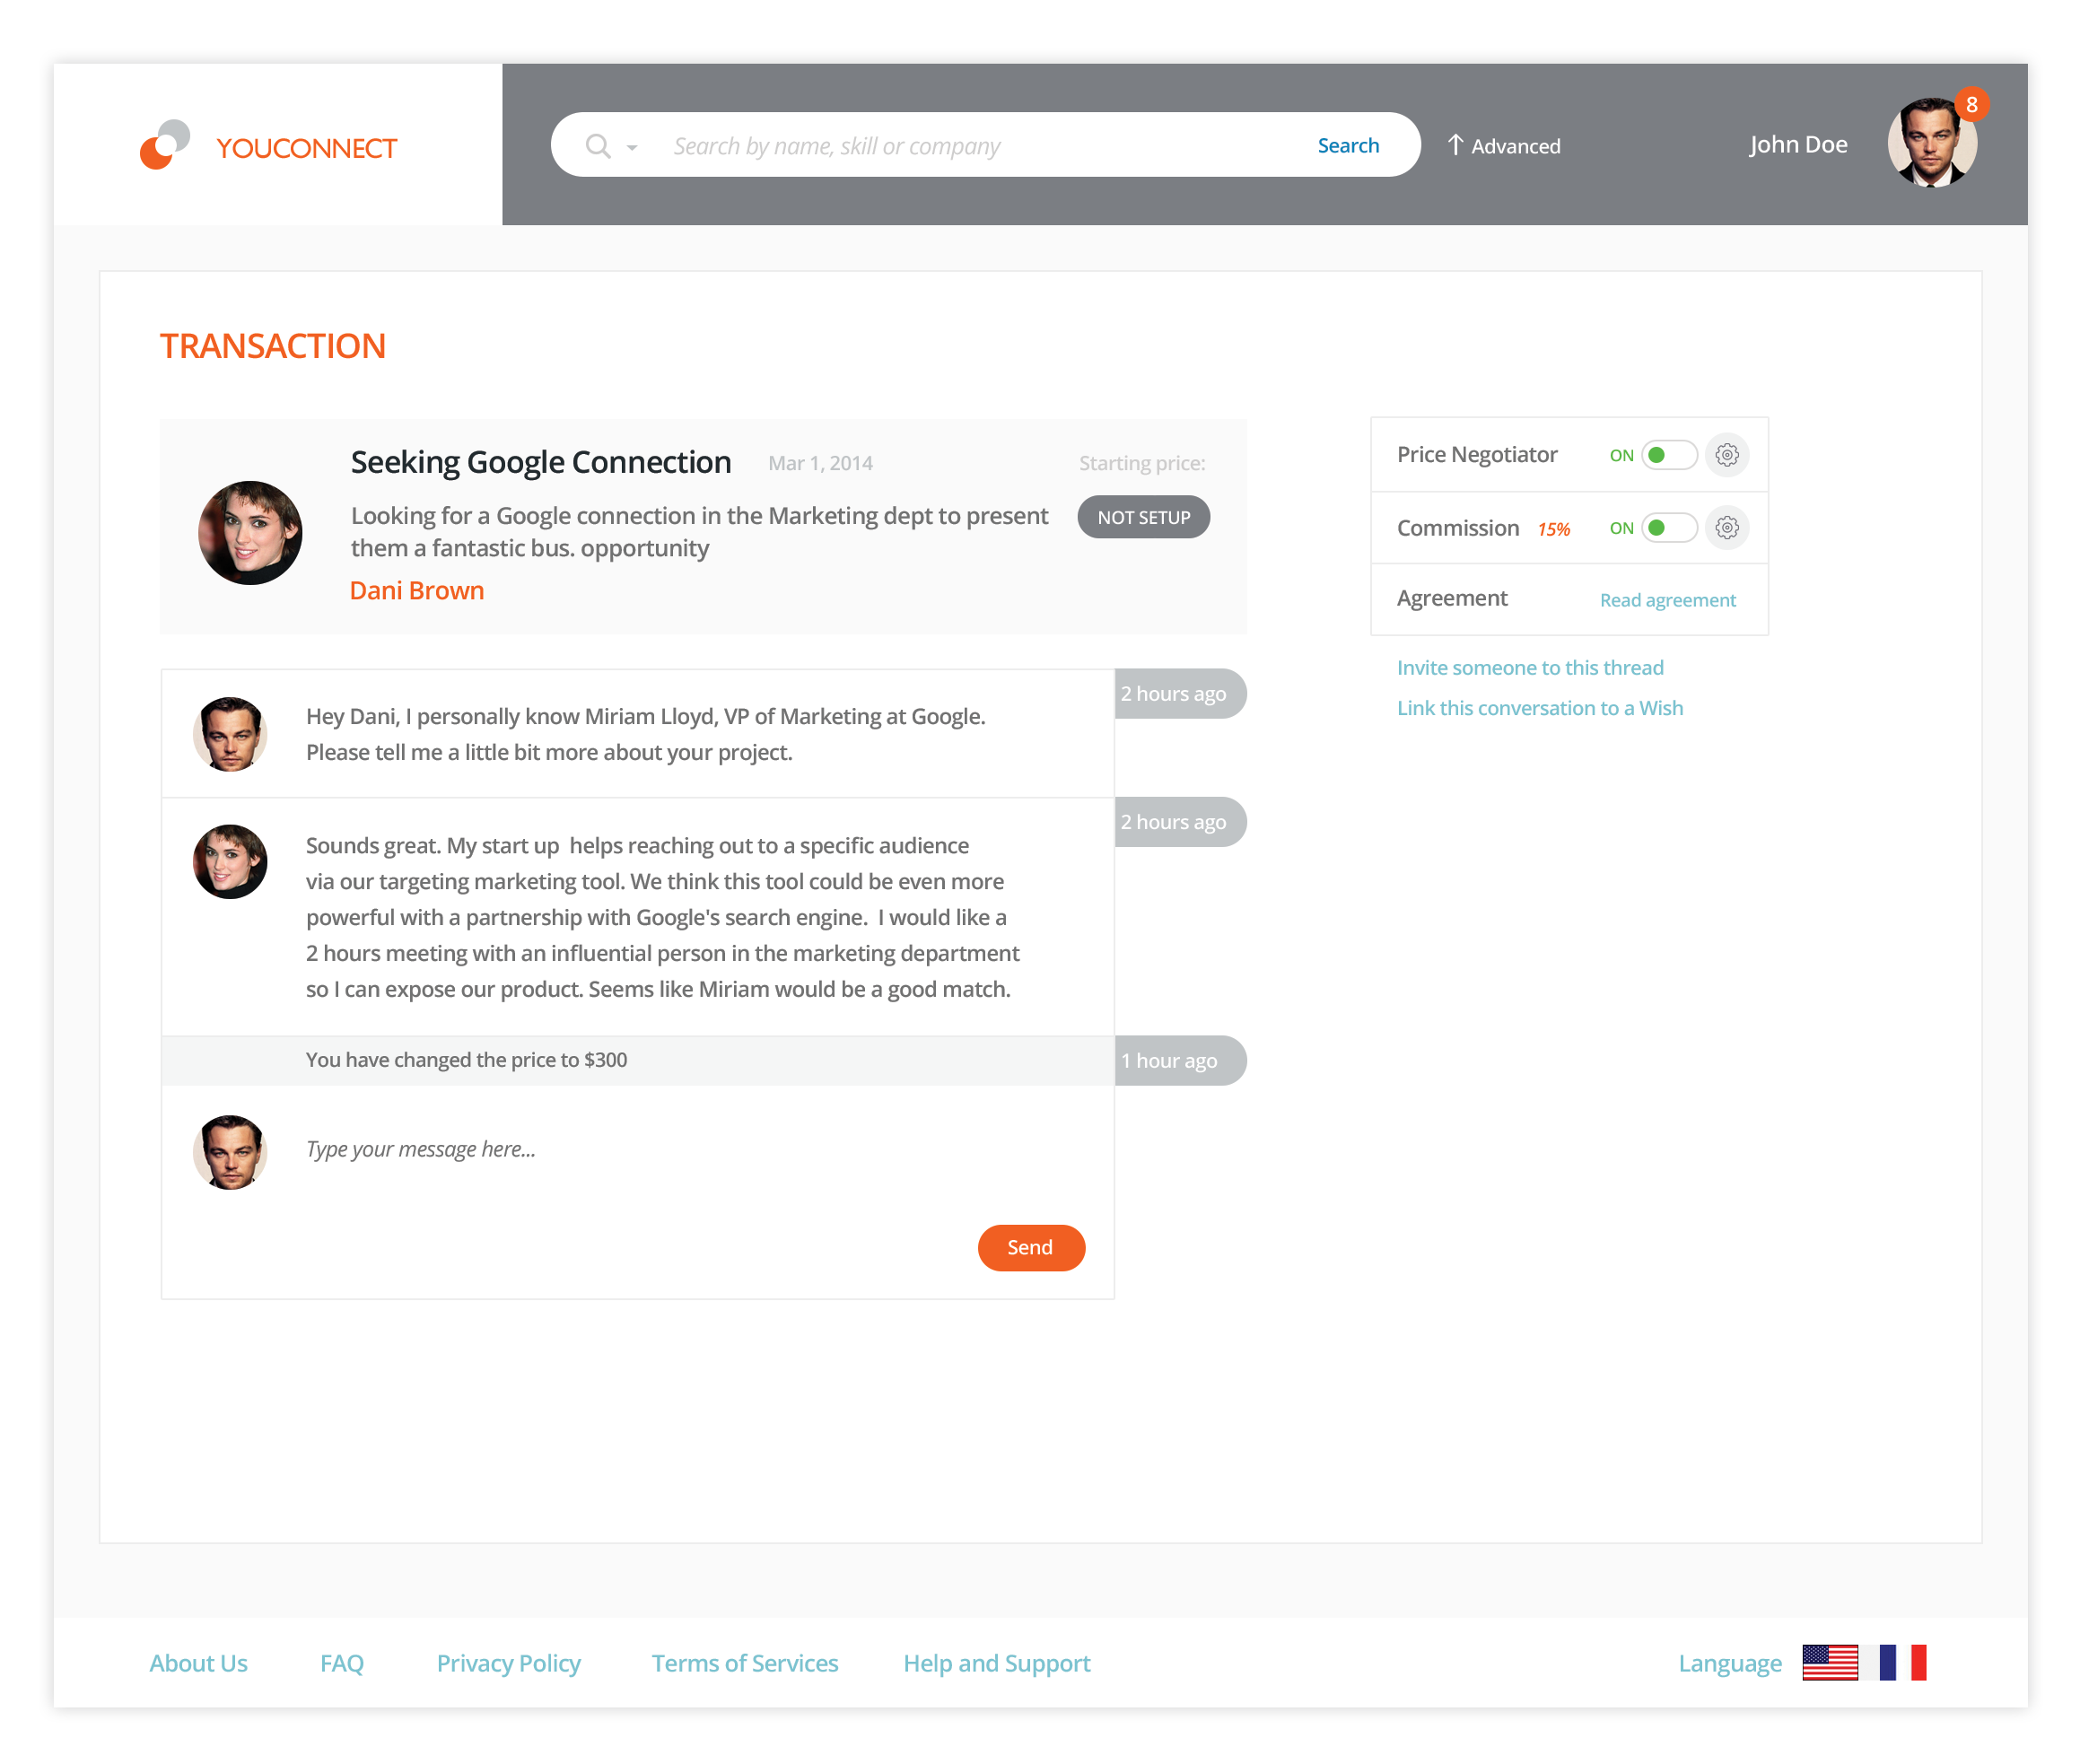 YOUCONNECT
Search by name, skill or company
Search
Advanced
John Doe
8
TRANSACTION
Seeking Google Connection
Mar 1, 2014
Starting price:
Looking for a Google connection in the Marketing dept to present
them a fantastic bus. opportunity
NOT SETUP
Dani Brown
Price Negotiator
ON
Commission
15%
ON
Agreement
Read agreement
Invite someone to this thread
Link this conversation to a Wish
Hey Dani, I personally know Miriam Lloyd, VP of Marketing at Google.
Please tell me a little bit more about your project.
2 hours ago
Sounds great. My start up  helps reaching out to a specific audience
via our targeting marketing tool. We think this tool could be even more
powerful with a partnership with Google's search engine.  I would like a
2 hours meeting with an influential person in the marketing department
so I can expose our product. Seems like Miriam would be a good match.
2 hours ago
You have changed the price to $300
1 hour ago
Type your message here...
Send
About Us
FAQ
Privacy Policy
Terms of Services
Help and Support
Language